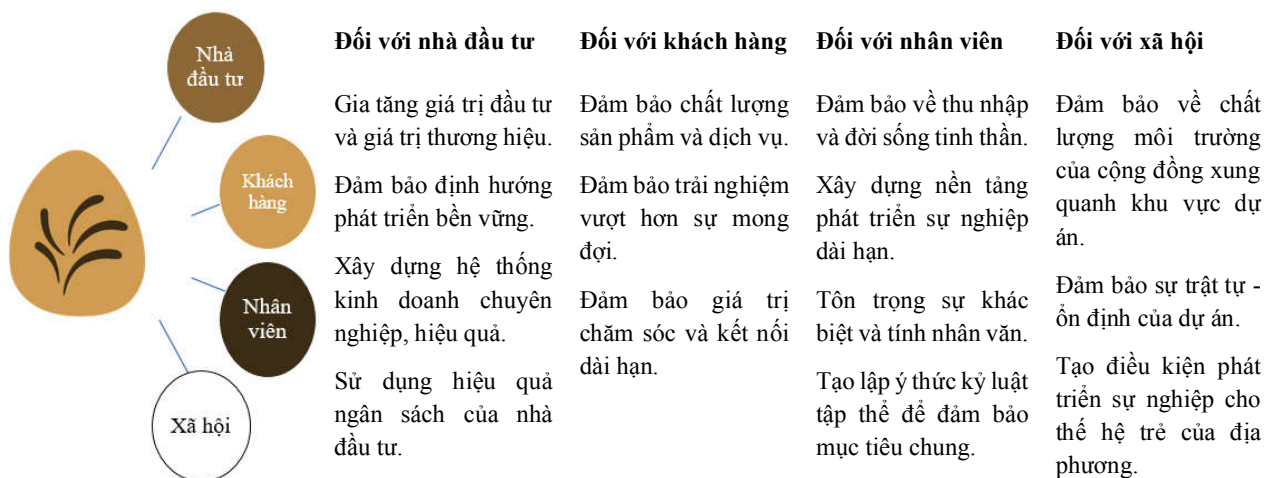 Nhà
đầu tư
Khách
hàng
Nhân
viên
Xã hội
Đối với nhà đầu tư
Gia tăng giá trị đầu tư
và giá trị thương hiệu.
Đảm bảo định hướng
phát triển bền vững.
Xây dựng hệ thống
kinh doanh chuyên
nghiệp, hiệu quả.
Sử dụng hiệu quả
ngân sách của nhà
đầu tư.
Đối với khách hàng
Đảm bảo chất lượng
sản phẩm và dịch vụ.
Đảm bảo trải nghiệm
vượt hơn sự mong
đợi.
Đảm bảo giá trị
chăm sóc và kết nối
dài hạn.
Đối với nhân viên
Đảm bảo về thu nhập
và đời sống tinh thần.
Xây dựng nền tảng
phát triển sự nghiệp
dài hạn.
Tôn trọng sự khác
biệt và tính nhân văn.
Tạo lập ý thức kỷ luật
tập thể để đảm bảo
mục tiêu chung.
Đối với xã hội
Đảm bảo về chất
lượng môi trường
của cộng đồng xung
quanh khu vực dự
án.
Đảm bảo sự trật tự -
ổn định của dự án.
Tạo điều kiện phát
triển sự nghiệp cho
thế hệ trẻ của địa
phương.